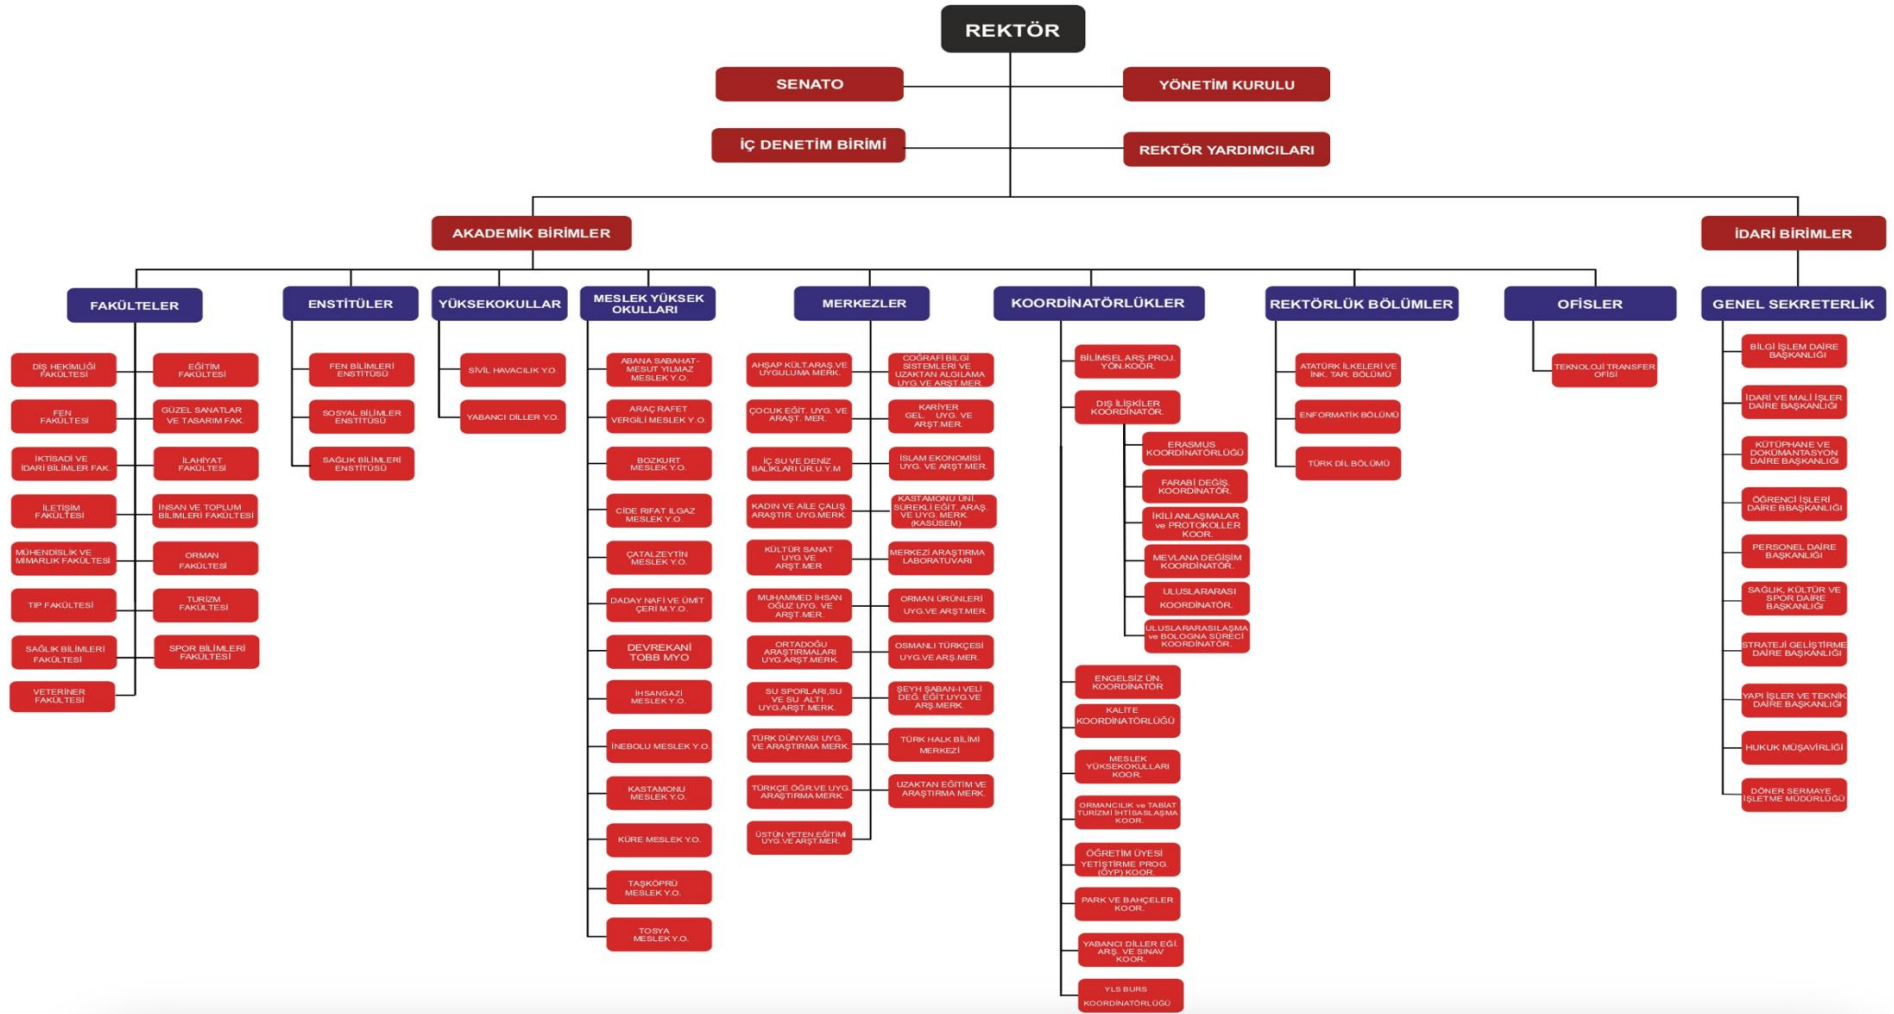 REKTÖR
SENATO
YÖNETİM KURULU
İÇ DENETİM BİRİMİ
REKTÖR YARDIMCILARI
AKADEMİK BİRİMLER
İDARİ BİRİMLER
FAKÜLTELER
ENSTİTÜLER
YÜKSEKOKULLAR
MESLEK YÜKSEK
OKULLARI
MERKEZLER
KOORDİNATÖRLÜKLER
REKTÖRLÜK BÖLÜMLER
OFİSLER
GENEL SEKRETERLİK
DİŞ HEKİMLİĞİ
FAKÜLTESİ
EĞİTİM
FAKÜLTESİ
FEN
FAKÜLTESİ
GÜZEL SANATLAR
VE TASARIM FAK.
İKTİSADİ VE
İDARİ BİLİMLER FAK.
İLAHİYAT
FAKÜLTESİ
İLETİŞİM
FAKÜLTESİ
İNSAN VE TOPLUM
BİLİMLERİ FAKÜLTESİ
MÜHENDİSLİK VE
MİMARLIK FAKÜLTESİ
ORMAN
FAKÜLTESİ
TIP FAKÜLTESİ
TURİZM
FAKÜLTESİ
SAĞLIK BİLİMLERİ
FAKÜLTESİ
SPOR BİLİMLERİ
FAKÜLTESİ
VETERİNER
FAKÜLTESİ
FEN BİLİMLERİ
ENSTİTÜSÜ
SOSYAL BİLİMLER
ENSTİTÜSÜ
SAĞLIK BİLİMLERİ
ENSTİTÜSÜ
SİVİL HAVACILIK Y.O.
YABANCI DİLLER Y.O.
ABANA SABAHAT-
MESUT YILMAZ
MESLEK Y.O.
ARAÇ RAFET
VERGİLİ MESLEK Y.O.
BOZKURT
MESLEK Y.O.
CİDE RIFAT ILGAZ
MESLEK Y.O.
ÇATALZEYTİN
MESLEK Y.O.
DADAY NAFİ VE ÜMİT
ÇERİ M.Y.O.
DEVREKANİ
TOBB MYO
İHSANGAZİ
MESLEK Y.O.
İNEBOLU MESLEK Y.O.
KASTAMONU
MESLEK Y.O.
KÜRE MESLEK Y.O.
TAŞKÖPRÜ
MESLEK Y.O.
TOSYA
MESLEK Y.O.
AHŞAP KÜLT.ARAŞ.VE
UYGULUMA MERK.
COĞRAFİ BİLGİ
SİSTEMLERİ VE
UZAKTAN ALGILAMA
UYG.VE ARŞT.MER.
ÇOCUK EĞİT. UYG. VE
ARAŞT. MER.
KARİYER
GEL. UYG. VE
ARŞT.MER.
İÇ SU VE DENİZ
BALIKLARI ÜR.U.Y.M
İSLAM EKONOMİSİ
UYG. VE ARŞT.MER.
KADIN VE AİLE ÇALIŞ.
ARAŞTIR. UYG.MERK.
KASTAMONU ÜNİ.
SÜREKLİ EĞİT. ARAŞ.
VE UYG. MERK.
(KASÜSEM)
KÜLTÜR SANAT
UYG.VE
ARŞT.MER
MERKEZİ ARAŞTIRMA
LABORATUVARI
MUHAMMED İHSAN
OĞUZ UYG. VE
ARŞT.MER.
ORMAN ÜRÜNLERİ
UYG.VE ARŞT.MER.
ORTADOĞU
ARAŞTIRMALARI
UYG.ARŞT.MERK.
OSMANLI TÜRKÇESİ
UYG.VE ARŞ.MER.
SU SPORLARI,SU
VE SU ALTI
UYG.ARŞT.MERK.
ŞEYH ŞABAN-I VELİ
DEĞ. EĞİT.UYG.VE
ARŞ.MERK.
TÜRK DÜNYASI UYG.
VE ARAŞTIRMA MERK.
TÜRK HALK BİLİMİ
MERKEZİ
TÜRKÇE ÖĞR.VE UYG.
ARAŞTIRMA MERK.
UZAKTAN EĞİTİM VE
ARAŞTIRMA MERK.
ÜSTÜN YETEN.EĞİTİMİ
UYG.VE ARŞT.MER.
BİLİMSEL ARŞ.PROJ.
YÖN.KOOR.
DIŞ İLİŞKİLER
KOORDİNATÖR.
ERASMUS
KOORDİNATÖRLÜĞÜ
FARABİ DEĞİŞ.
KOORDİNATÖR.
İKİLİ ANLAŞMALAR
ve PROTOKOLLER
KOOR.
MEVLANA DEĞİŞİM
KOORDİNATÖR.
ULUSLARARASI
KOORDİNATÖR.
ULUSLARARASILAŞMA
ve BOLOGNA SÜRECİ
KOORDİNATÖR.
ENGELSİZ ÜN.
KOORDİNATÖR
KALİTE
KOORDİNATÖRLÜĞÜ
MESLEK
YÜKSEKOKULLARI
KOOR.
ORMANCILIK ve TABİAT
TURİZMİ İHTİSASLAŞMA
KOOR.
ÖĞRETİM ÜYESİ
YETİŞTİRME PROG.
(ÖYP) KOOR.
PARK VE BAHÇELER
KOOR.
YABANCI DİLLER EĞİ.
ARŞ. VE SINAV
KOOR.
YLS BURS
KOORDİNATÖRLÜĞÜ
ATATÜRK İLKELERİ VE
İNK. TAR. BÖLÜMÜ
ENFORMATİK BÖLÜMÜ
TÜRK DİL BÖLÜMÜ
TEKNOLOJİ TRANSFER
OFİSİ
BİLGİ İŞLEM DAİRE
BAŞKANLIĞI
İDARİ VE MALİ İŞLER
DAİRE BAŞKANLIĞI
KÜTÜPHANE VE
DOKÜMANTASYON
DAİRE BAŞKANLIĞI
ÖĞRENCİ İŞLERİ
DAİRE BBAŞKANLIĞI
PERSONEL DAİRE
BAŞKANLIĞI
SAĞLIK, KÜLTÜR VE
SPOR DAİRE
BAŞKANLIĞI
STRATEJİ GELİŞTİRME
DAİRE BAŞKANLIĞI
YAPI İŞLER VE TEKNİK
DAİRE BAŞKANLIĞI
HUKUK MÜŞAVİRLİĞİ
DÖNER SERMAYE
İŞLETME MÜDÜRLÜĞÜ